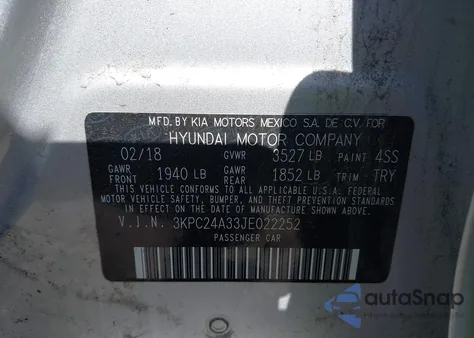 MFD. BY KIA MOTORS MEXICO S.A. DE C.V. FOR
HYUNDAI MOTOR COMPANY
02/18 GVWR 3527 LB PAINT 4SS
GAWR FRONT 1940 LB GAWR REAR 1852 LB TRIM TRY
THIS VEHICLE CONFORMS TO ALL APPLICABLE U.S.A. FEDERAL
MOTOR VEHICLE SAFETY, BUMPER, AND THEFT PREVENTION
STANDARDS IN EFFECT ON THE DATE OF MANUFACTURE SHOWN ABOVE.
V.I.N. 3KPC24A33JE022252
PASSENGER CAR
autoSnap